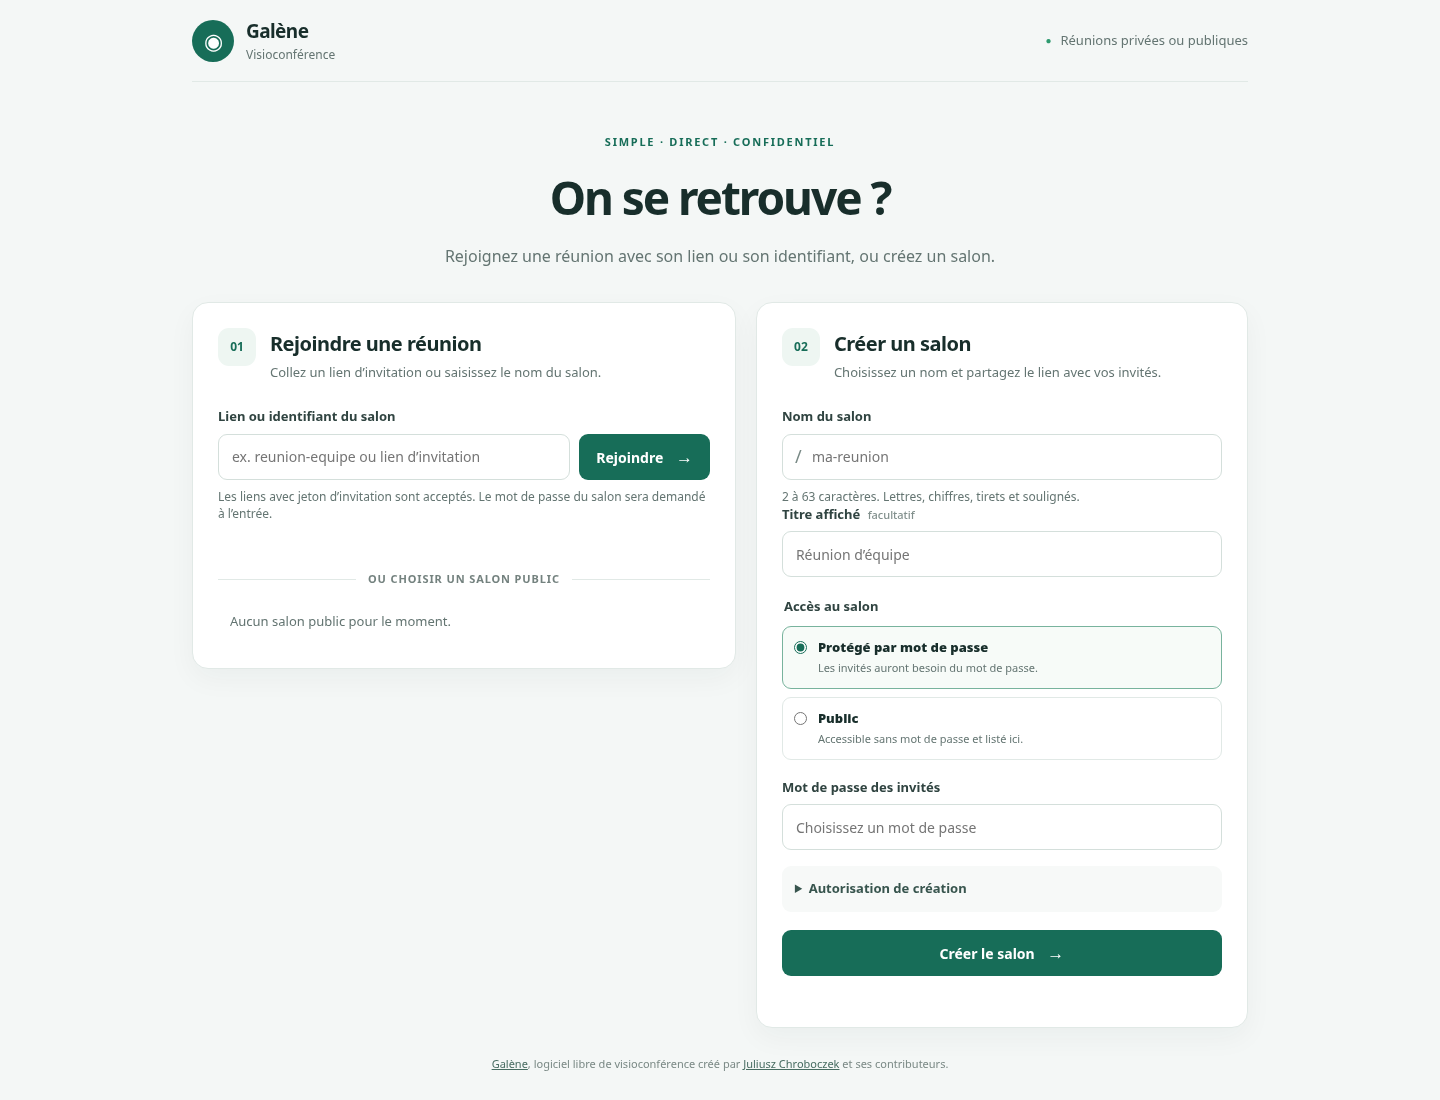 Galène
Visioconférence
Réunions privées ou publiques
SIMPLE · DIRECT · CONFIDENTIEL
On se retrouve ?
Rejoignez une réunion avec son lien ou son identifiant, ou créez un salon.
01
Rejoindre une réunion
Collez un lien d’invitation ou saisissez le nom du salon.
Lien ou identifiant du salon
ex. reunion-equipe ou lien d’invitation
Rejoindre →
Les liens avec jeton d’invitation sont acceptés. Le mot de passe du salon sera demandé
à l’entrée.
OU CHOISIR UN SALON PUBLIC
Aucun salon public pour le moment.
02
Créer un salon
Choisissez un nom et partagez le lien avec vos invités.
Nom du salon
/ ma-reunion
2 à 63 caractères. Lettres, chiffres, tirets et soulignés.
Titre affiché facultatif
Réunion d’équipe
Accès au salon
Protégé par mot de passe
Les invités auront besoin du mot de passe.
Public
Accessible sans mot de passe et listé ici.
Mot de passe des invités
Choisissez un mot de passe
Autorisation de création
Créer le salon →
Galène, logiciel libre de visioconférence créé par Juliusz Chroboczek et ses contributeurs.